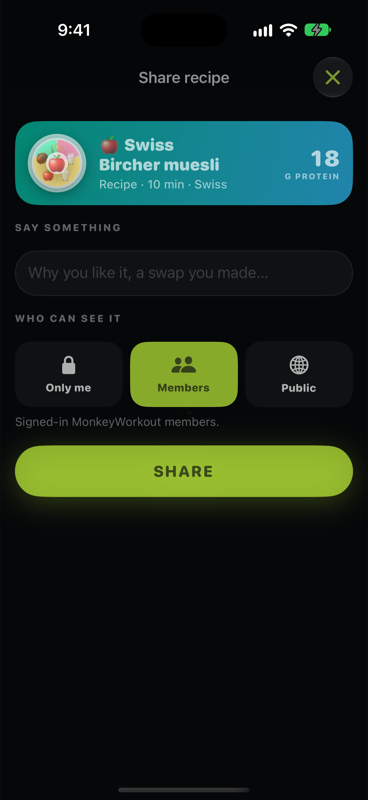 9:41
Share recipe
🍎 Swiss
Bircher muesli
Recipe · 10 min · Swiss
18
G PROTEIN
SAY SOMETHING
Why you like it, a swap you made...
WHO CAN SEE IT
Only me
Members
Public
Signed-in MonkeyWorkout members.
SHARE